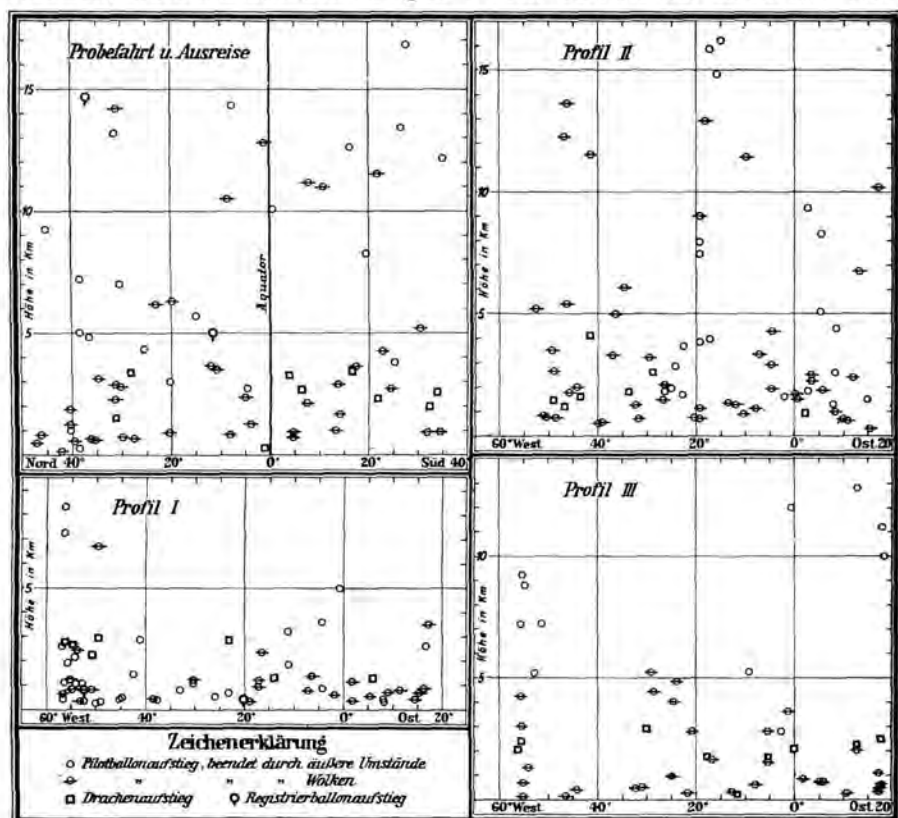 Probefahrt u. Ausreise
15
10
Höhe in Km
Äquator
5
Nord 40° 20° 0° 20° Süd 40°
Profil II
15
10
Höhe in Km
5
60° West 40° 20° 0° Ost 20°
Profil I
Höhe in Km
5
60° West 40° 20° 0° Ost 20°
Profil III
10
Höhe in Km
5
60° West 40° 20° 0° Ost 20°
Zeichenerklärung
Pilotballonaufstieg, beendet durch äußere Umstände
" " " Wolken
Drachenaufstieg Registrierballonaufstieg